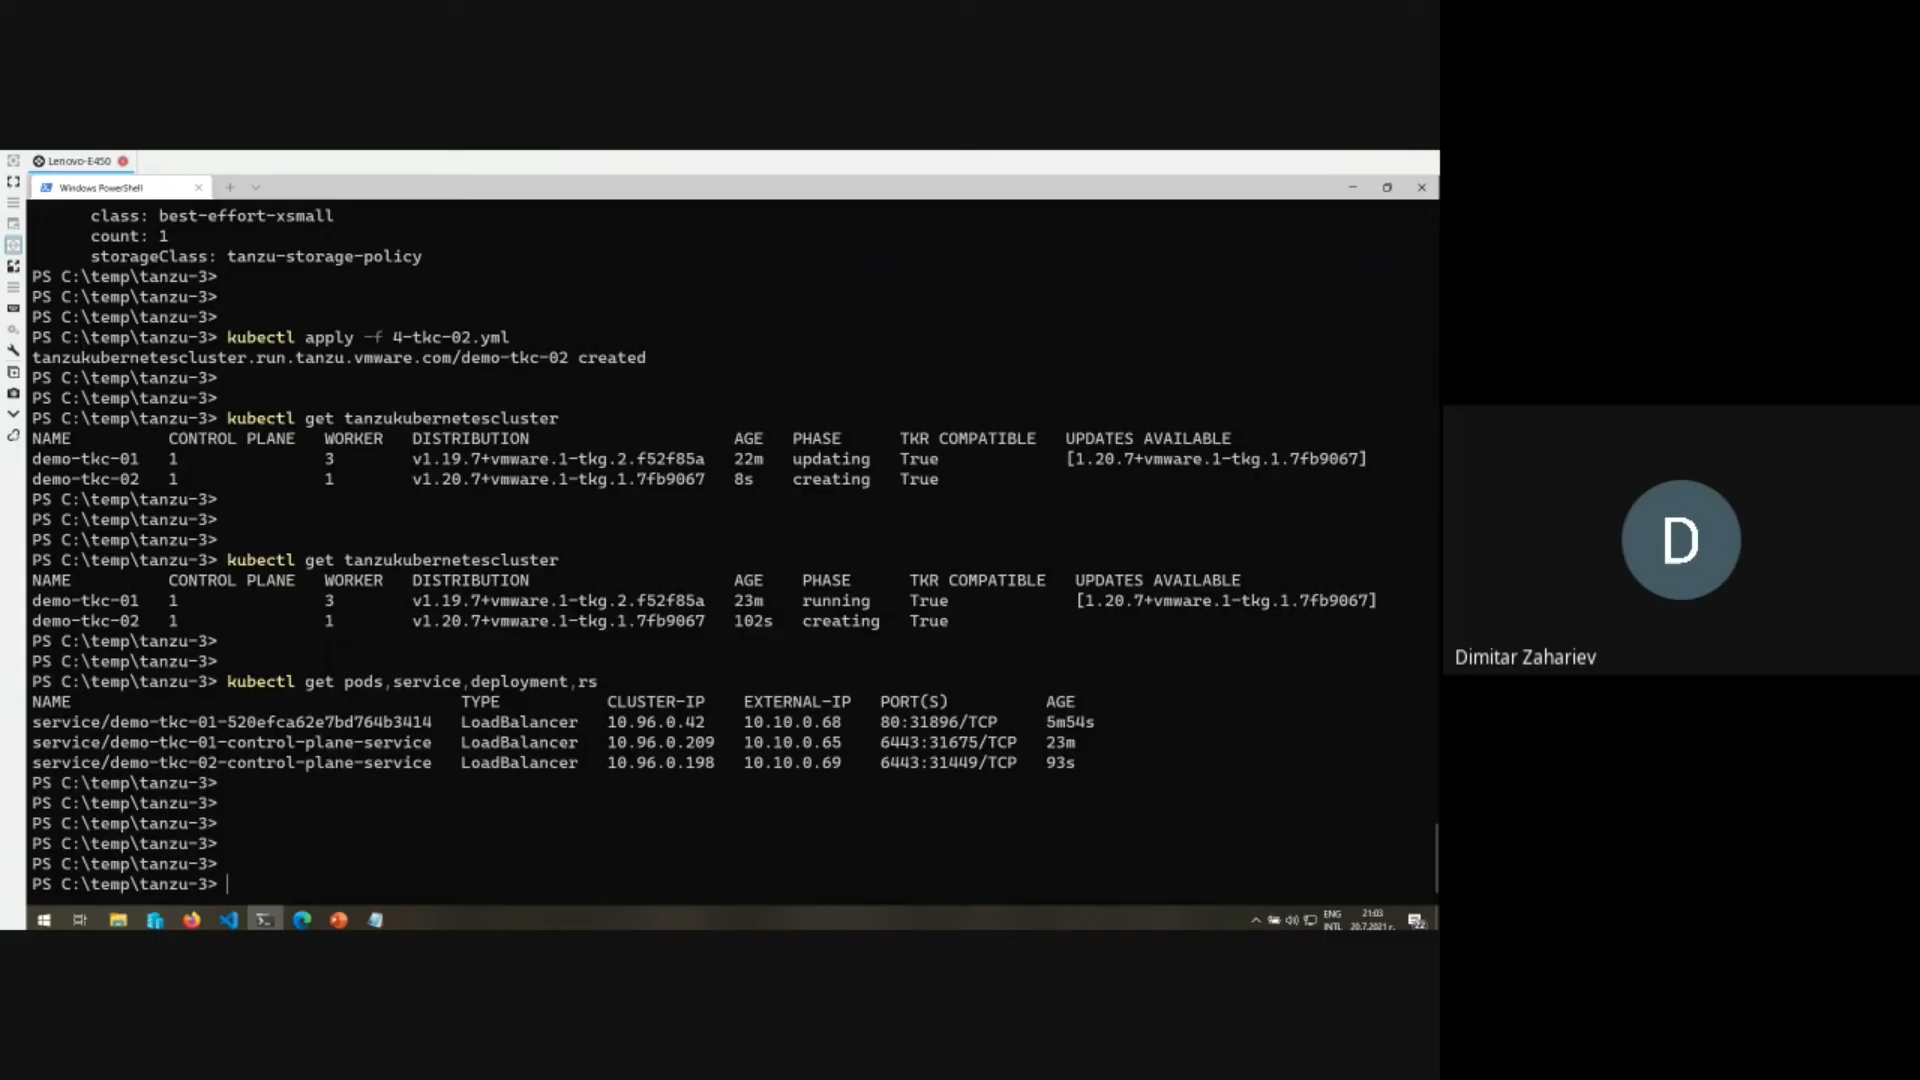 Lenovo-E450
Windows PowerShell
class: best-effort-xsmall
count: 1
storageClass: tanzu-storage-policy
PS C:\temp\tanzu-3>
PS C:\temp\tanzu-3>
PS C:\temp\tanzu-3>
PS C:\temp\tanzu-3> kubectl apply -f 4-tkc-02.yml
tanzukubernetescluster.run.tanzu.vmware.com/demo-tkc-02 created
PS C:\temp\tanzu-3>
PS C:\temp\tanzu-3>
PS C:\temp\tanzu-3> kubectl get tanzukubernetescluster
NAME CONTROL PLANE WORKER DISTRIBUTION AGE PHASE TKR COMPATIBLE UPDATES AVAILABLE
demo-tkc-01 1 3 v1.19.7+vmware.1-tkg.2.f52f85a 22m updating True [1.20.7+vmware.1-tkg.1.7fb9067]
demo-tkc-02 1 1 v1.20.7+vmware.1-tkg.1.7fb9067 8s creating True
PS C:\temp\tanzu-3>
PS C:\temp\tanzu-3>
PS C:\temp\tanzu-3>
PS C:\temp\tanzu-3> kubectl get tanzukubernetescluster
NAME CONTROL PLANE WORKER DISTRIBUTION AGE PHASE TKR COMPATIBLE UPDATES AVAILABLE
demo-tkc-01 1 3 v1.19.7+vmware.1-tkg.2.f52f85a 23m running True [1.20.7+vmware.1-tkg.1.7fb9067]
demo-tkc-02 1 1 v1.20.7+vmware.1-tkg.1.7fb9067 102s creating True
PS C:\temp\tanzu-3>
PS C:\temp\tanzu-3>
PS C:\temp\tanzu-3> kubectl get pods,service,deployment,rs
NAME TYPE CLUSTER-IP EXTERNAL-IP PORT(S) AGE
service/demo-tkc-01-520efca62e7bd764b3414 LoadBalancer 10.96.0.42 10.10.0.68 80:31896/TCP 5m54s
service/demo-tkc-01-control-plane-service LoadBalancer 10.96.0.209 10.10.0.65 6443:31675/TCP 23m
service/demo-tkc-02-control-plane-service LoadBalancer 10.96.0.198 10.10.0.69 6443:31449/TCP 93s
PS C:\temp\tanzu-3>
PS C:\temp\tanzu-3>
PS C:\temp\tanzu-3>
PS C:\temp\tanzu-3>
PS C:\temp\tanzu-3>
PS C:\temp\tanzu-3>
ENG
INTL
21:03
20.7.2021 г.
22
D
Dimitar Zahariev